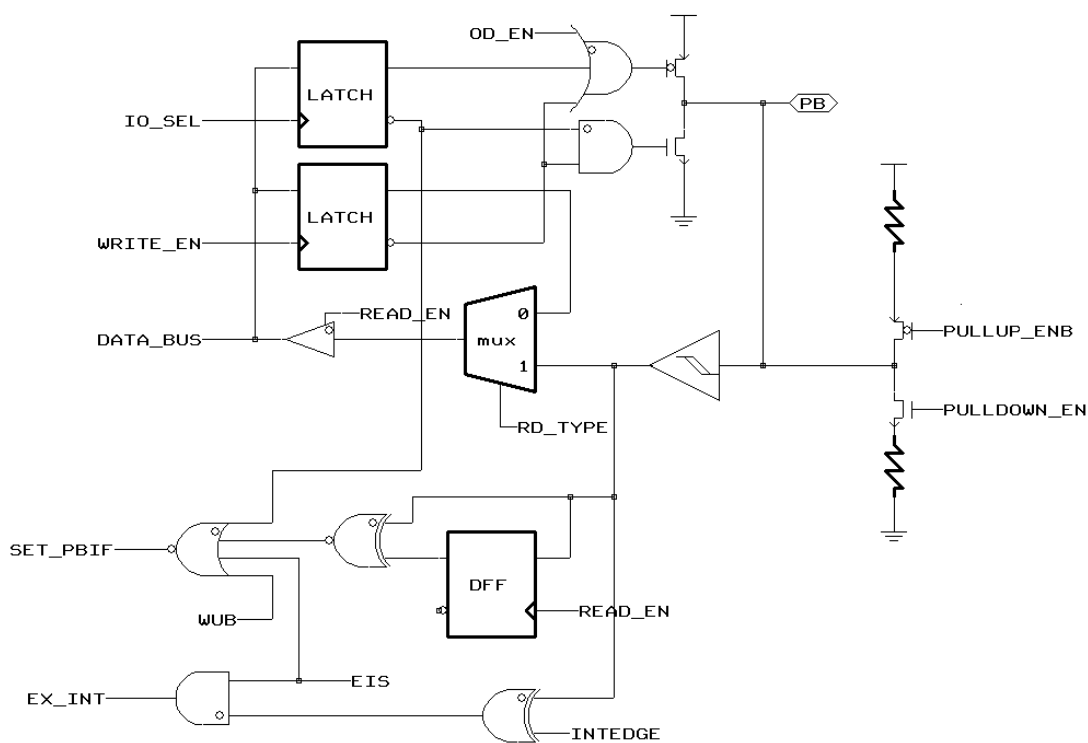 OD_EN
LATCH
PB
IO_SEL
LATCH
WRITE_EN
READ_EN
0
DATA_BUS
mux
PULLUP_ENB
1
PULLDOWN_EN
RD_TYPE
SET_PBIF
DFF
READ_EN
WUB
EIS
EX_INT
INTEDGE